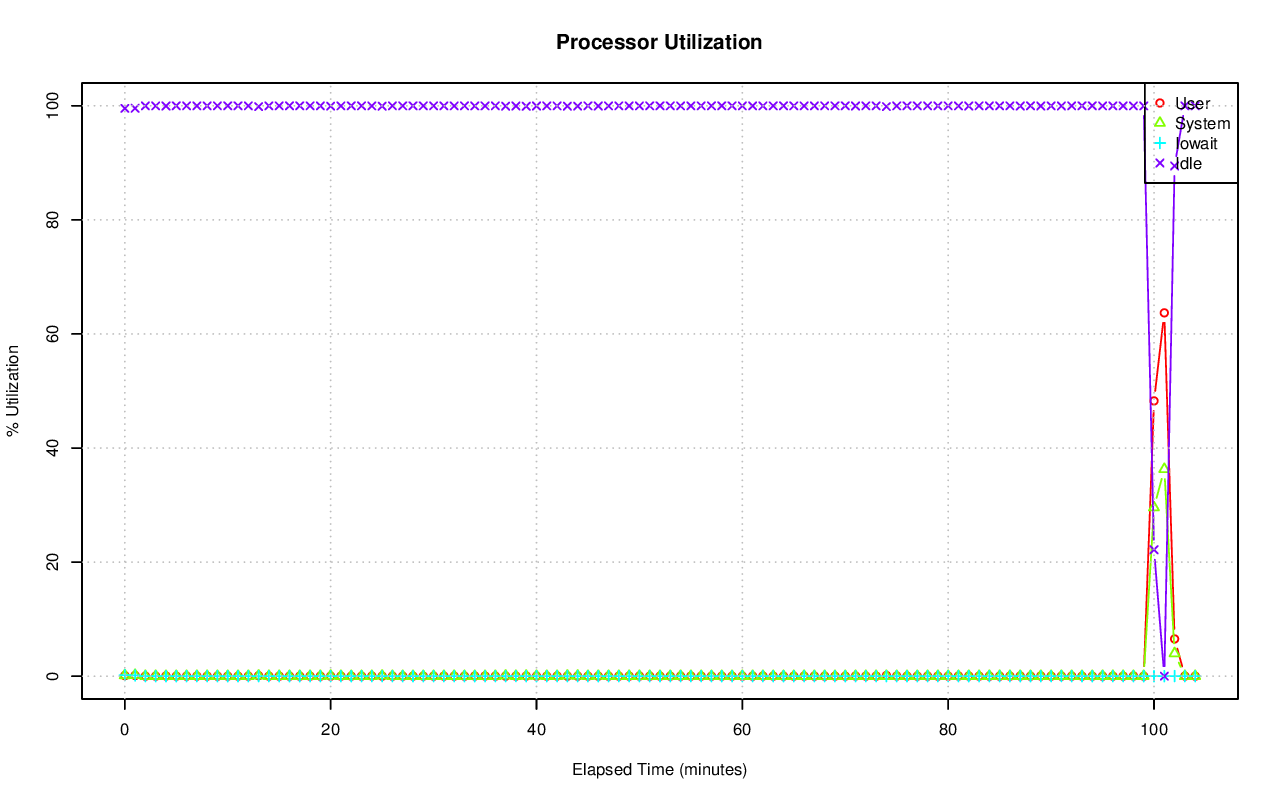 Processor Utilization
100
80
60
40
20
0
% Utilization
User
System
Iowait
Idle
0 20 40 60 80 100
Elapsed Time (minutes)